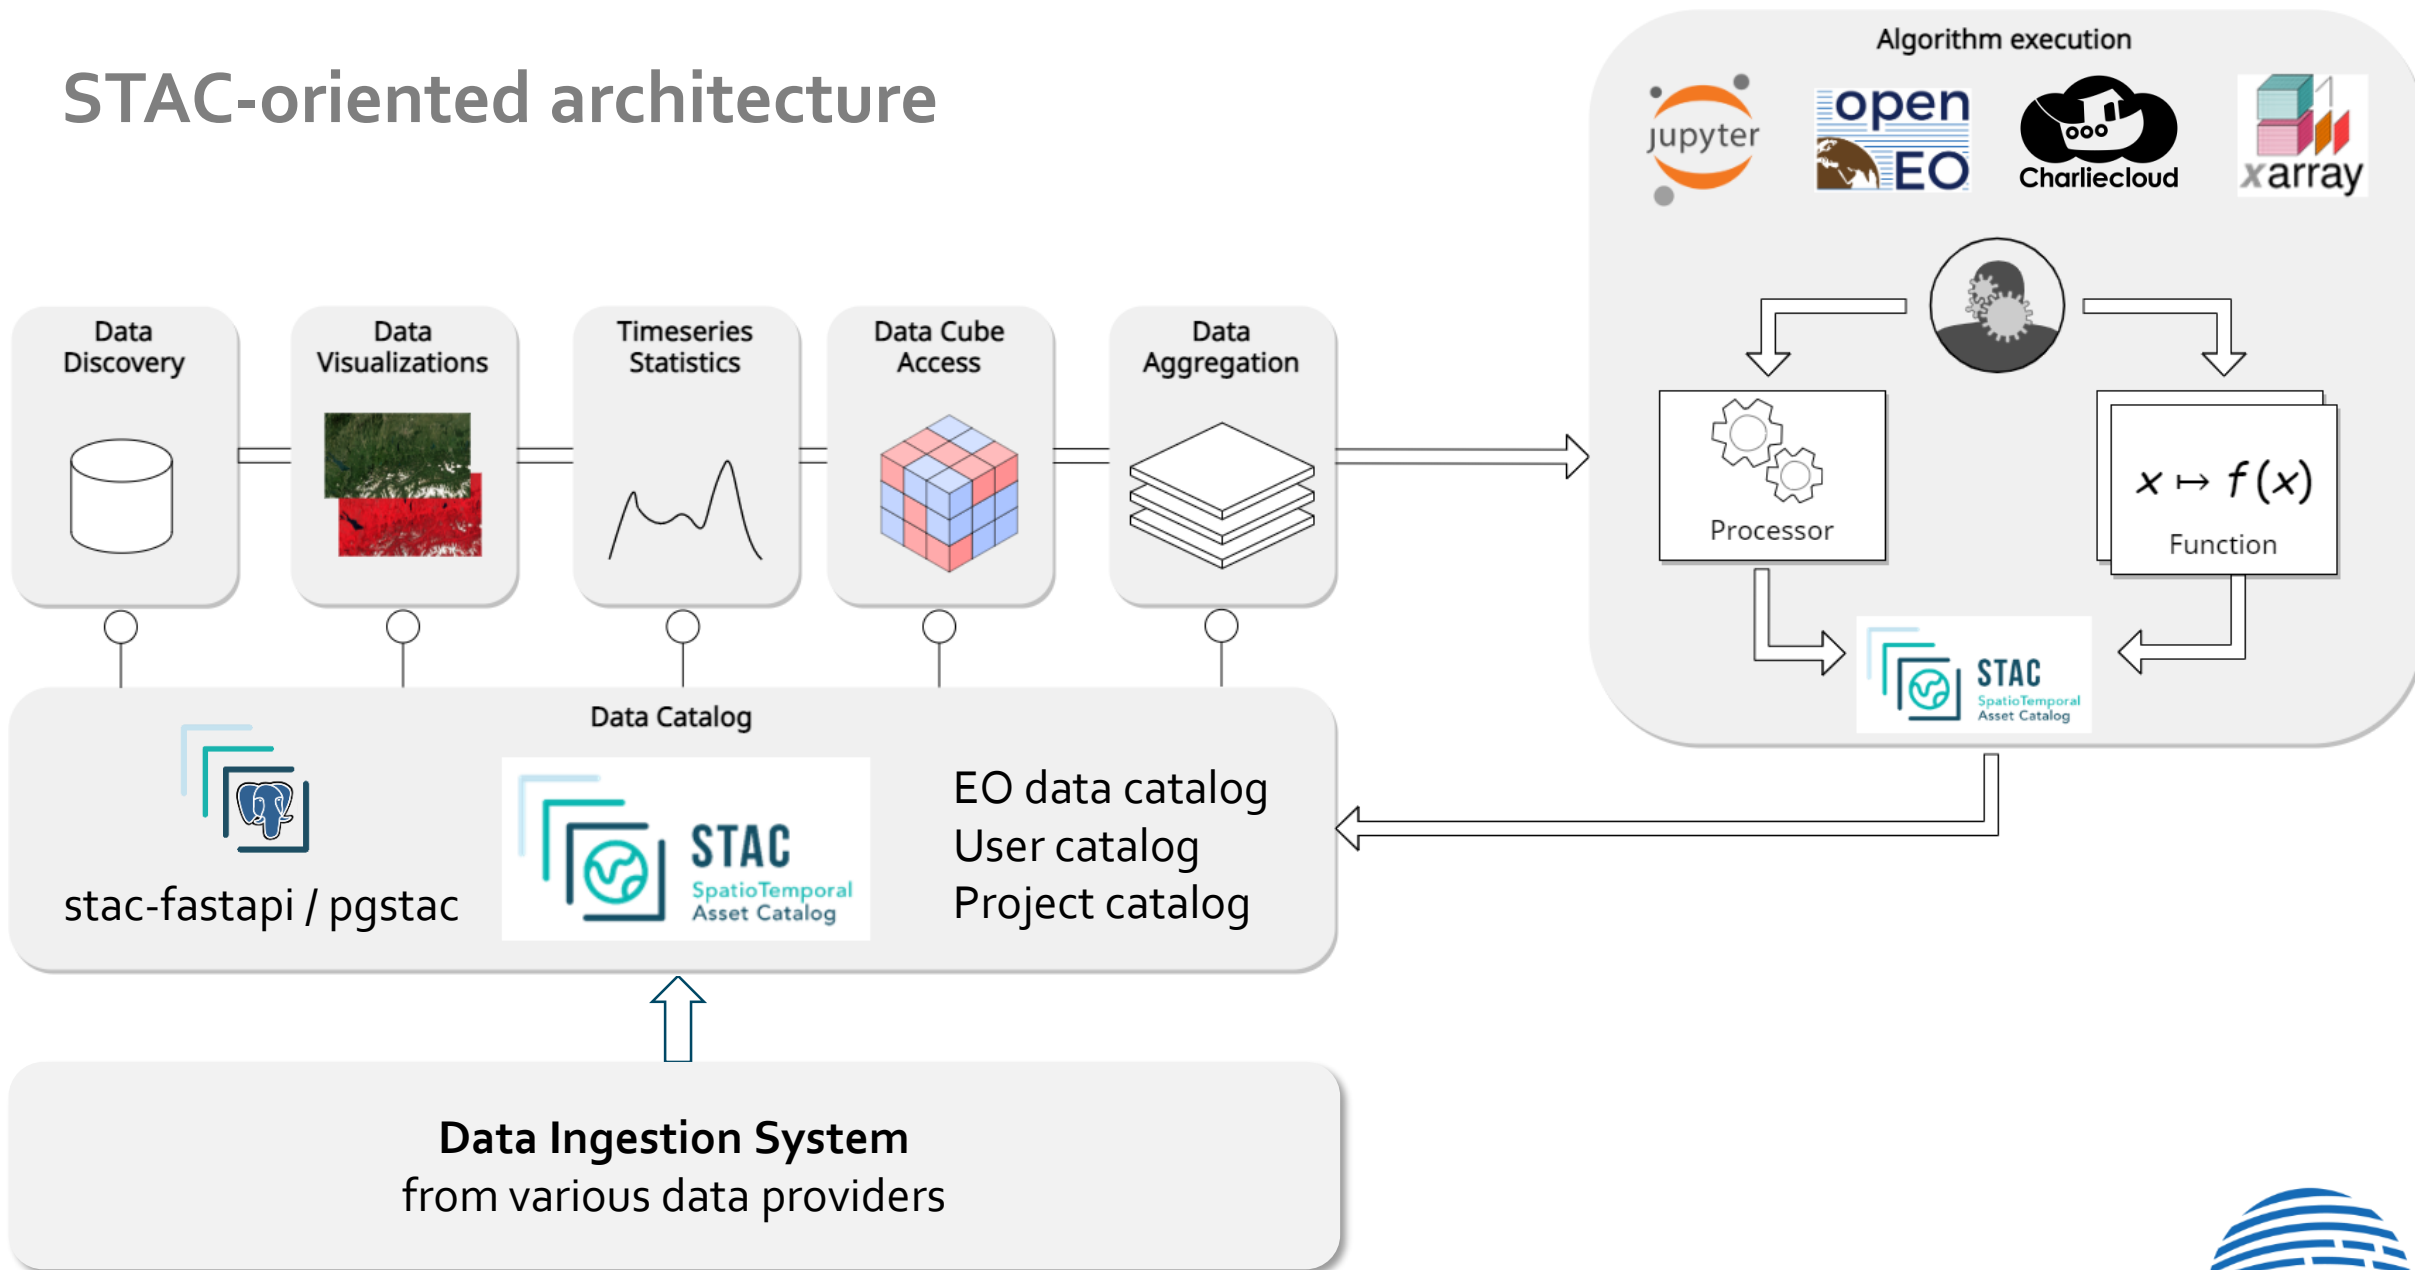 STAC-oriented architecture
Algorithm execution
jupyter
open
EO
Charliecloud
xarray
Data
Discovery
Data
Visualizations
Timeseries
Statistics
Data Cube
Access
Data
Aggregation
Processor
x ↦ f (x)
Function
STAC
SpatioTemporal
Asset Catalog
Data Catalog
stac-fastapi / pgstac
STAC
SpatioTemporal
Asset Catalog
EO data catalog
User catalog
Project catalog
Data Ingestion System
from various data providers